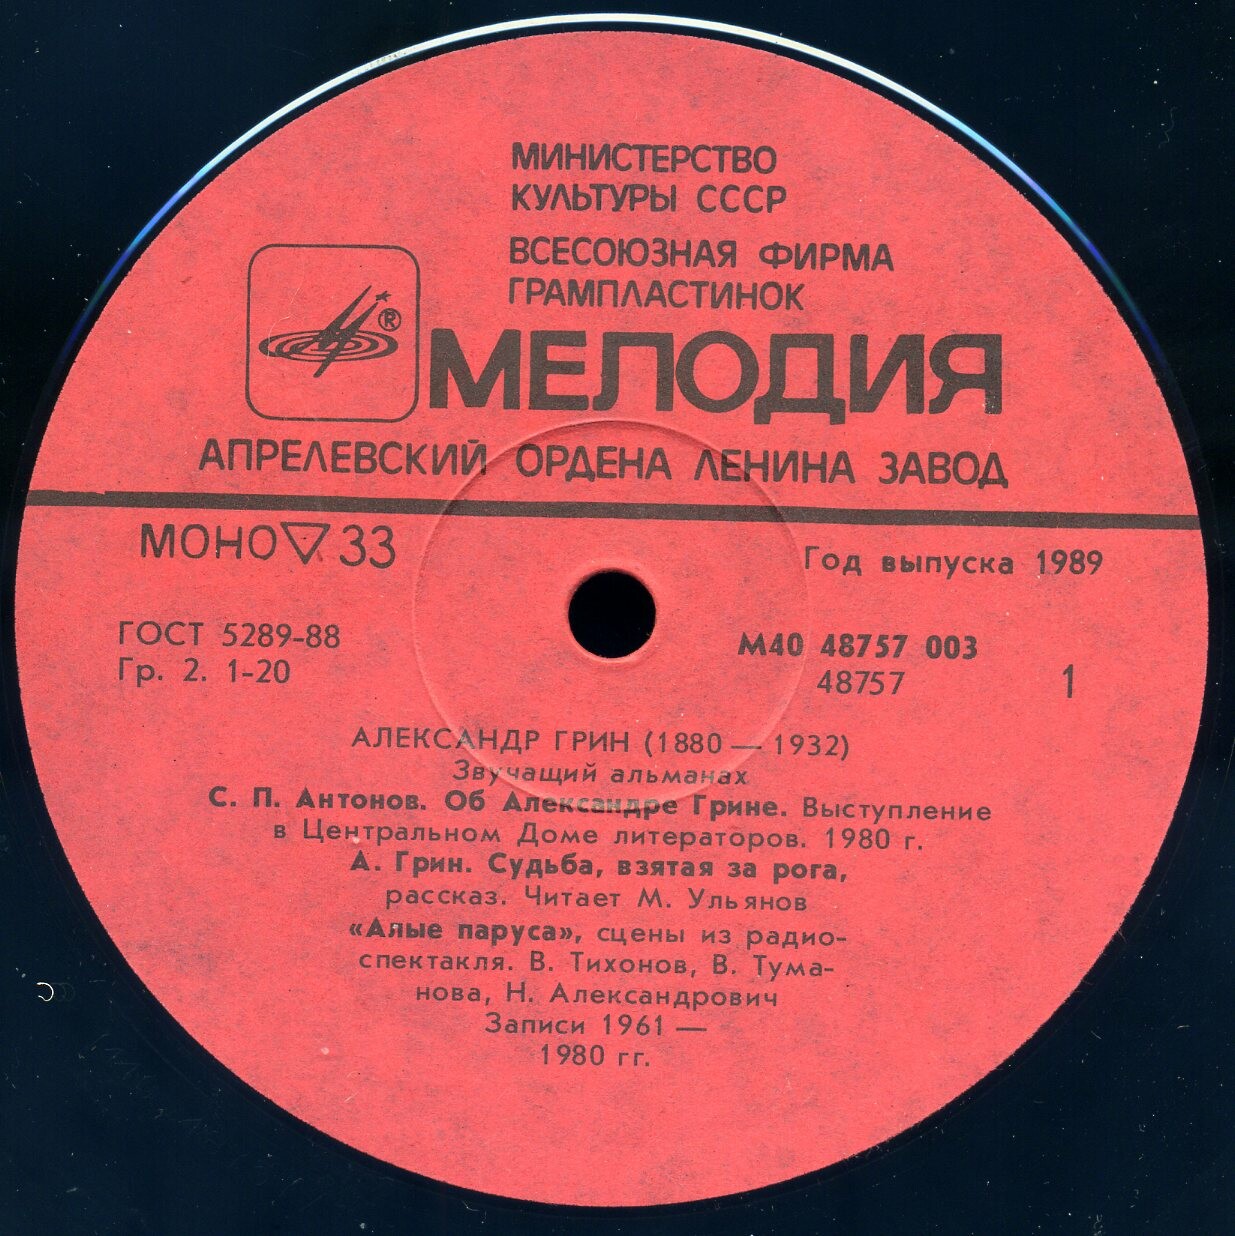 МИНИСТЕРСТВО
КУЛЬТУРЫ СССР
ВСЕСОЮЗНАЯ ФИРМА
ГРАМПЛАСТИНОК
®
МЕЛОДИЯ
АПРЕЛЕВСКИЙ ОРДЕНА ЛЕНИНА ЗАВОД
МОНО ▽ 33
Год выпуска 1989
ГОСТ 5289-88
Гр. 2. 1-20
М40 48757 003
48757
1
АЛЕКСАНДР ГРИН (1880 — 1932)
Звучащий альманах
С. П. Антонов. Об Александре Грине. Выступление
в Центральном Доме литераторов. 1980 г.
А. Грин. Судьба, взятая за рога,
рассказ. Читает М. Ульянов
«Алые паруса», сцены из радио-
спектакля. В. Тихонов, В. Тума-
нова, Н. Александрович
Записи 1961 —
1980 гг.